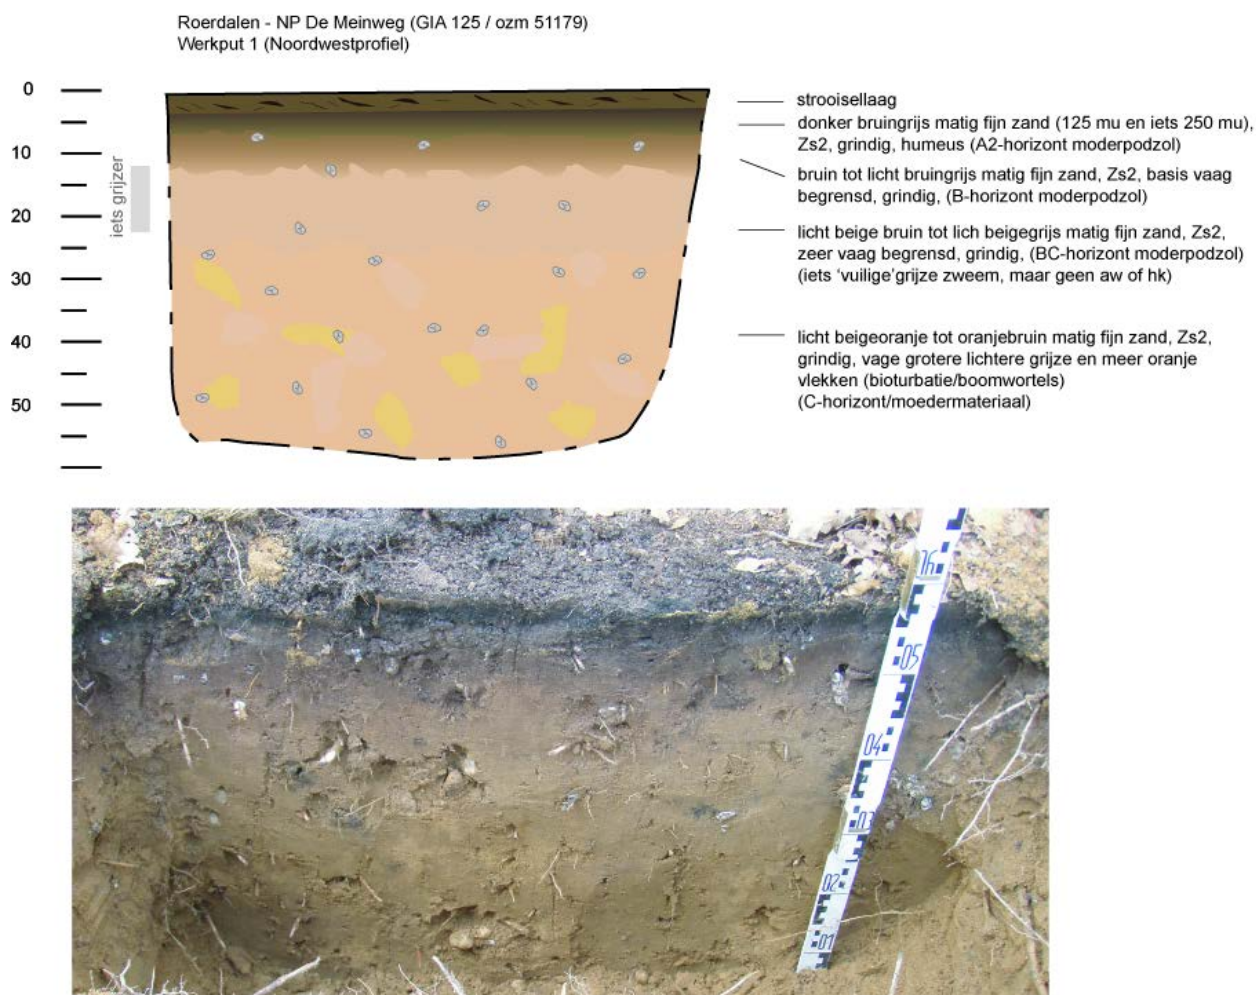 Roerdalen - NP De Meinweg (GIA 125 / ozm 51179)
Werkput 1 (Noordwestprofiel)
0
10
20
30
40
50
iets grijzer
strooisellaag
donker bruingrijs matig fijn zand (125 mu en iets 250 mu),
Zs2, grindig, humeus (A2-horizont moderpodzol)
bruin tot licht bruingrijs matig fijn zand, Zs2, basis vaag
begrensd, grindig, (B-horizont moderpodzol)
licht beige bruin tot lich beigegrijs matig fijn zand, Zs2,
zeer vaag begrensd, grindig, (BC-horizont moderpodzol)
(iets ‘vuilige’grijze zweem, maar geen aw of hk)
licht beigeoranje tot oranjebruin matig fijn zand, Zs2,
grindig, vage grotere lichtere grijze en meer oranje
vlekken (bioturbatie/boomwortels)
(C-horizont/moedermateriaal)
05
04
03
02
01